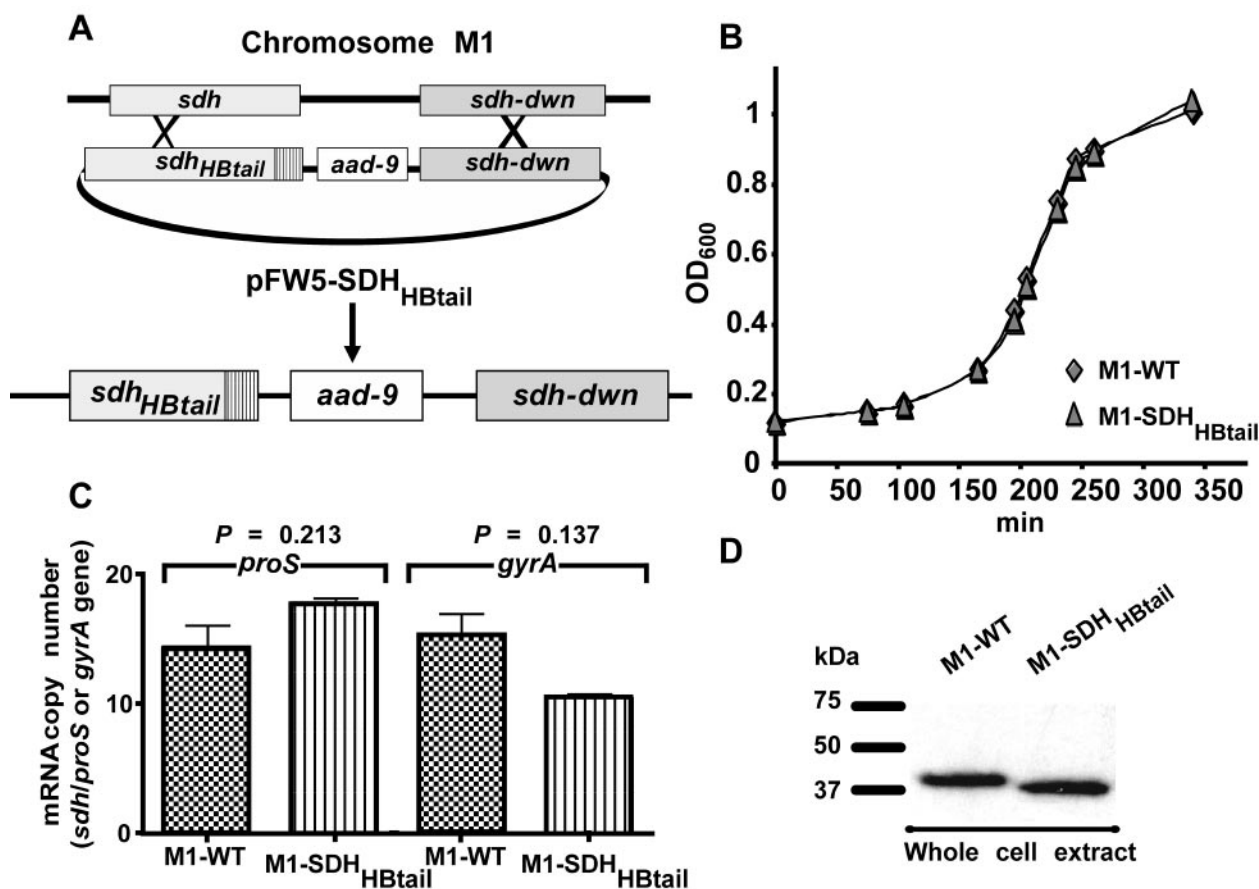 A
Chromosome M1
sdh
sdh-dwn
sdhHBtail
aad-9
sdh-dwn
pFW5-SDHHBtail
sdhHBtail
aad-9
sdh-dwn
B
OD600
1
0.8
0.6
0.4
0.2
0
0 50 100 150 200 250 300 350
min
M1-WT
M1-SDHHBtail
C
mRNAcopy number
(sdh/proS or gyrA gene)
P = 0.213
P = 0.137
proS
gyrA
20
10
0
M1-WT
M1-SDHHBtail
M1-WT
M1-SDHHBtail
D
kDa
M1-WT
M1-SDHHBtail
75
50
37
Whole cell extract